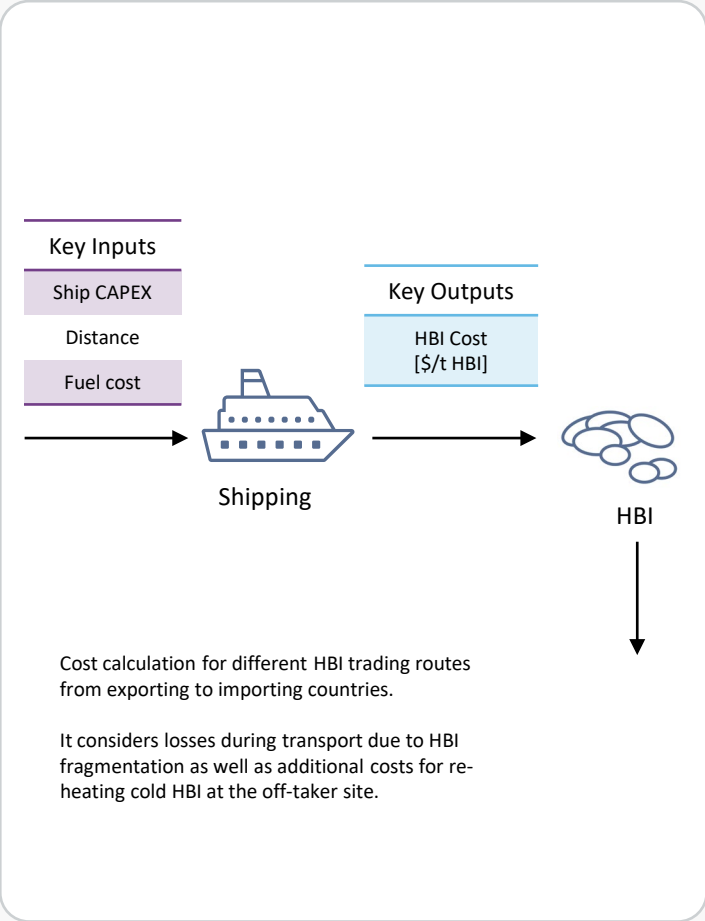 Key Inputs
Ship CAPEX
Distance
Fuel cost
Key Outputs
HBI Cost
[$/t HBI]
Shipping
HBI
Cost calculation for different HBI trading routes
from exporting to importing countries.
It considers losses during transport due to HBI
fragmentation as well as additional costs for re-
heating cold HBI at the off-taker site.